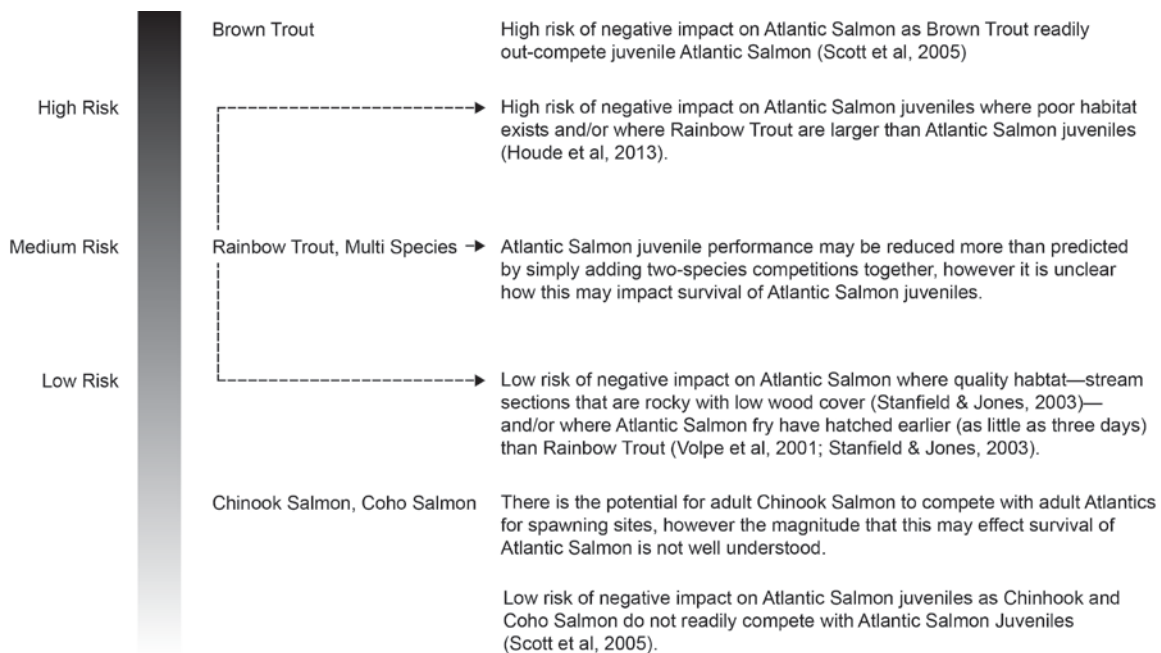 Brown Trout
High risk of negative impact on Atlantic Salmon as Brown Trout readily
out-compete juvenile Atlantic Salmon (Scott et al, 2005)
High Risk
High risk of negative impact on Atlantic Salmon juveniles where poor habitat
exists and/or where Rainbow Trout are larger than Atlantic Salmon juveniles
(Houde et al, 2013).
Medium Risk
Rainbow Trout, Multi Species
Atlantic Salmon juvenile performance may be reduced more than predicted
by simply adding two-species competitions together, however it is unclear
how this may impact survival of Atlantic Salmon juveniles.
Low Risk
Low risk of negative impact on Atlantic Salmon where quality habtat—stream
sections that are rocky with low wood cover (Stanfield & Jones, 2003)—
and/or where Atlantic Salmon fry have hatched earlier (as little as three days)
than Rainbow Trout (Volpe et al, 2001; Stanfield & Jones, 2003).
Chinook Salmon, Coho Salmon
There is the potential for adult Chinook Salmon to compete with adult Atlantics
for spawning sites, however the magnitude that this may effect survival of
Atlantic Salmon is not well understood.
Low risk of negative impact on Atlantic Salmon juveniles as Chinhook and
Coho Salmon do not readily compete with Atlantic Salmon Juveniles
(Scott et al, 2005).